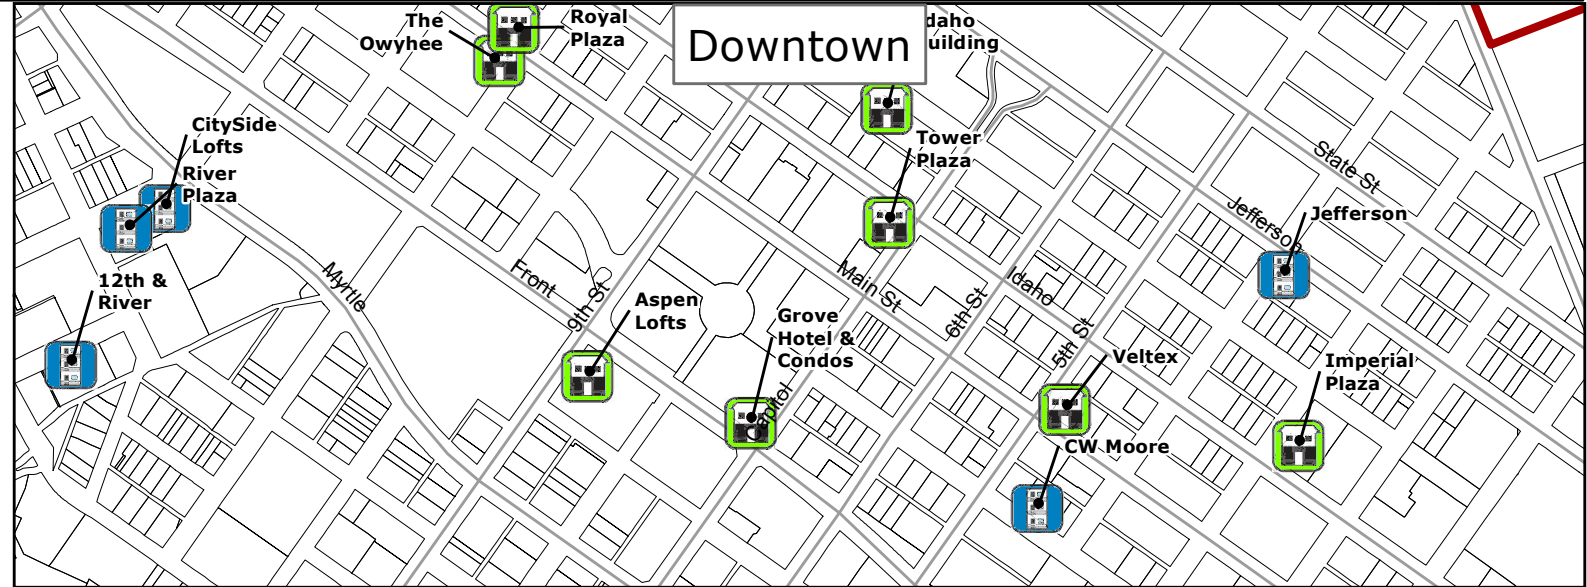 The
Owyhee
Royal
Plaza
Downtown
daho
uilding
CitySide
Lofts
River
Plaza
Tower
Plaza
State St
Jefferson
Jefferson
12th &
River
Myrtle
Front
9th St
Aspen
Lofts
Main St
Idaho
6th St
5th St
Grove
Hotel &
Condos
Capitol
Veltex
Imperial
Plaza
CW Moore